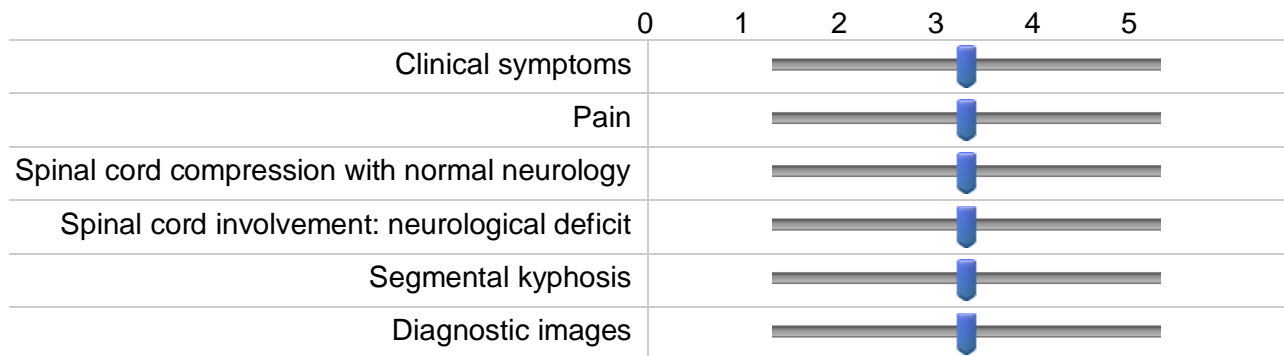 0 1 2 3 4 5
Clinical symptoms
Pain
Spinal cord compression with normal neurology
Spinal cord involvement: neurological deficit
Segmental kyphosis
Diagnostic images